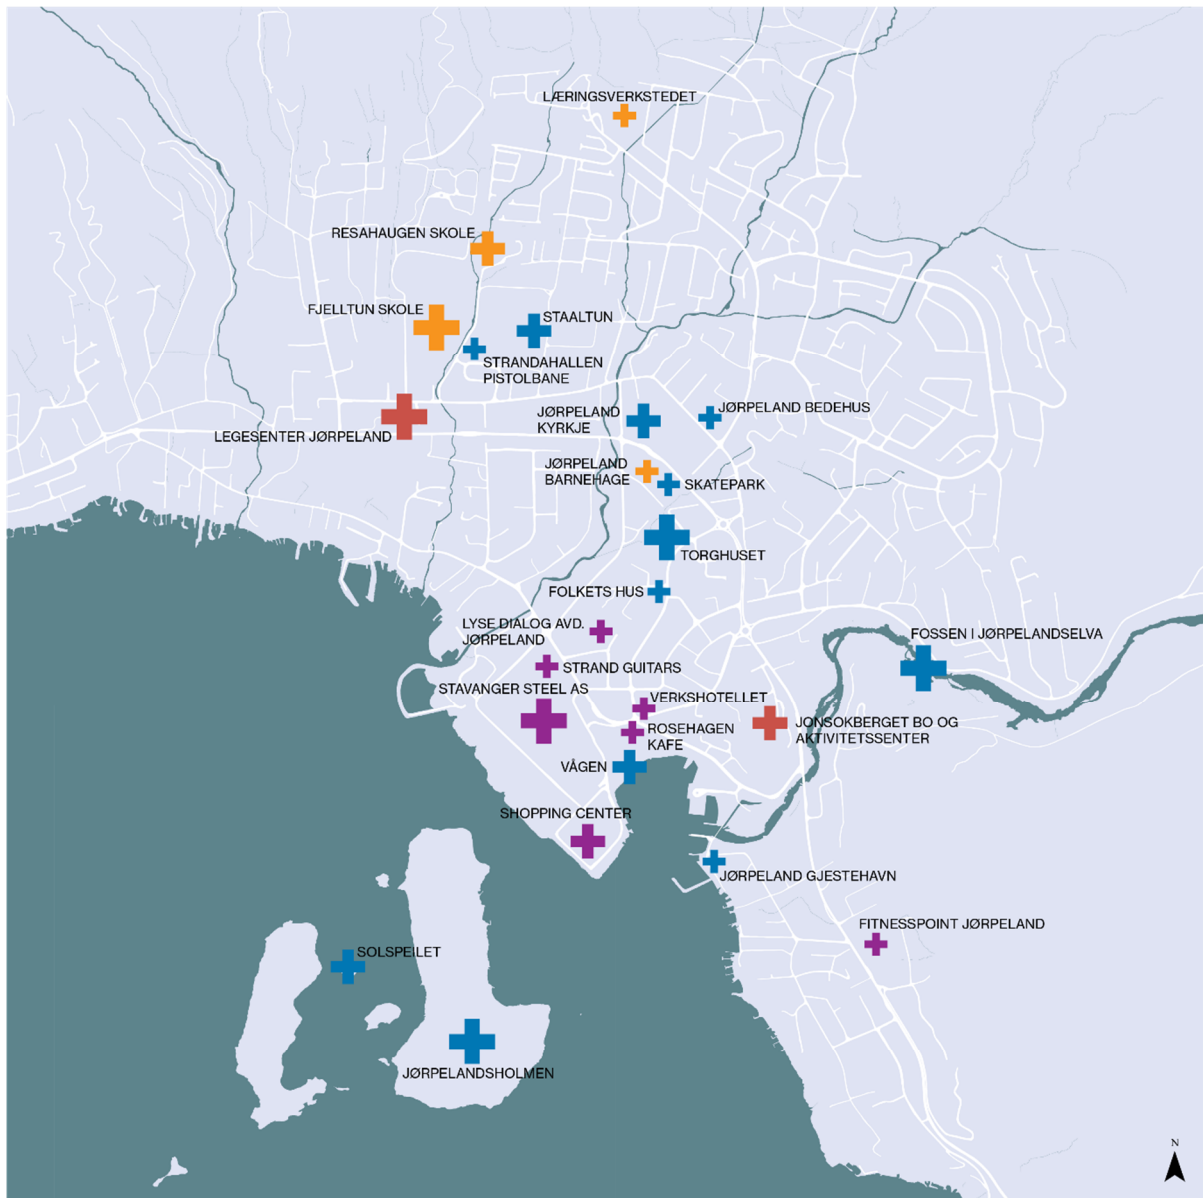 LÆRINGSVERKSTEDET
RESAHAUGEN SKOLE
FJELLTUN SKOLE
STAALTUN
STRANDAHALLEN
PISTOLBANE
JØRPELAND
KYRKJE
JØRPELAND BEDEHUS
LEGESENTER JØRPELAND
JØRPELAND
BARNEHAGE
SKATEPARK
TORGHUSET
FOLKETS HUS
LYSE DIALOG AVD.
JØRPELAND
FOSSEN I JØRPELANDSELVA
STRAND GUITARS
STAVANGER STEEL AS
VERKSHOTELLET
ROSEHAGEN
KAFE
JONSOKBERGET BO OG
AKTIVITETSSENTER
VÅGEN
SHOPPING CENTER
JØRPELAND GJESTEHAVN
FITNESSPOINT JØRPELAND
SOLSPEILET
JØRPELANDSHOLMEN
N